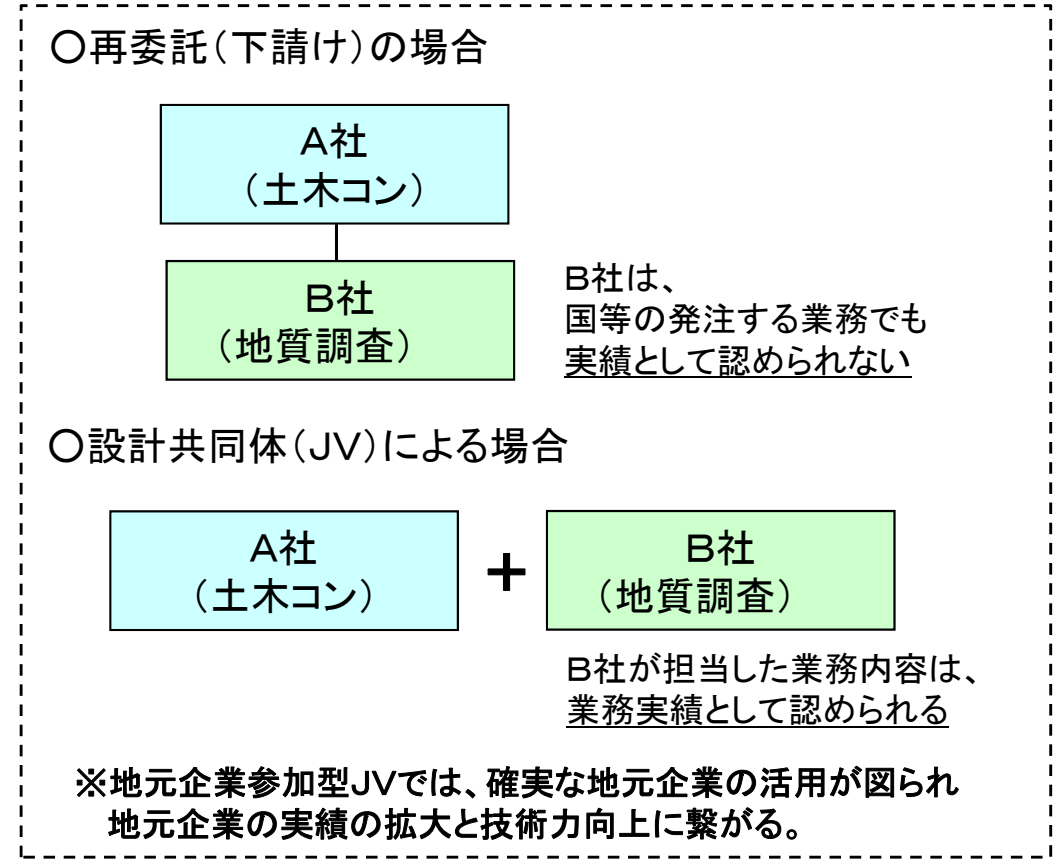 〇再委託（下請け）の場合
A社
（土木コン）
B社
（地質調査）
B社は、
国等の発注する業務でも
実績として認められない
〇設計共同体（JV）による場合
A社
（土木コン）
+
B社
（地質調査）
B社が担当した業務内容は、
業務実績として認められる
※地元企業参加型JVでは、確実な地元企業の活用が図られ
地元企業の実績の拡大と技術力向上に繋がる。